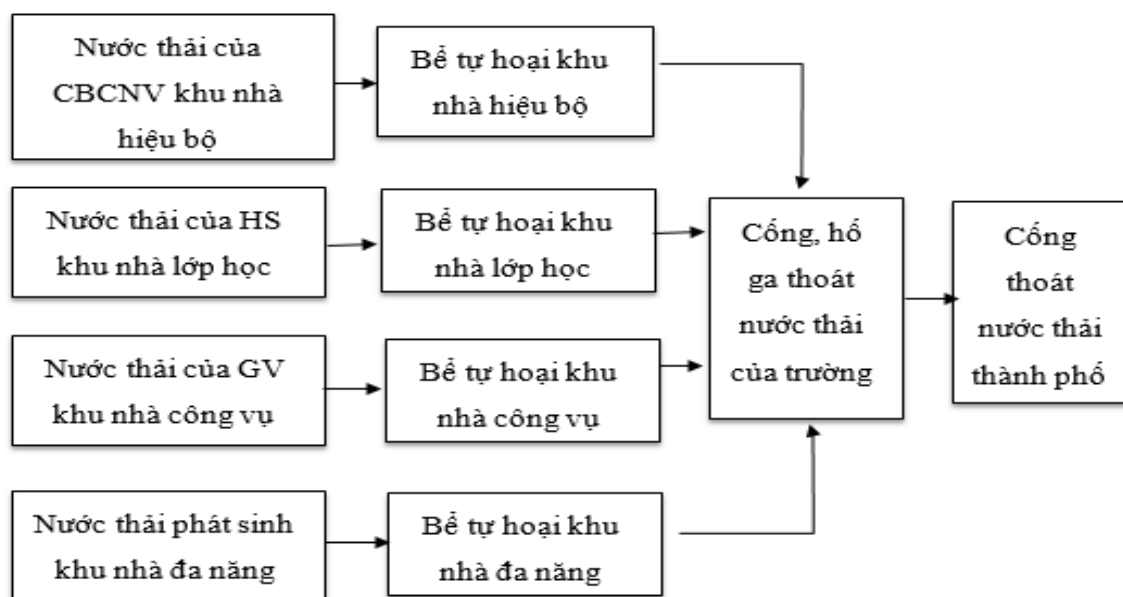 Nước thải của
CBCNV khu nhà
hiệu bộ
Bể tự hoại khu
nhà hiệu bộ
Nước thải của HS
khu nhà lớp học
Bể tự hoại khu
nhà lớp học
Nước thải của GV
khu nhà công vụ
Bể tự hoại khu
nhà công vụ
Nước thải phát sinh
khu nhà đa năng
Bể tự hoại khu
nhà đa năng
Cống, hố
ga thoát
nước thải
của trường
Cống
thoát
nước thải
thành phố